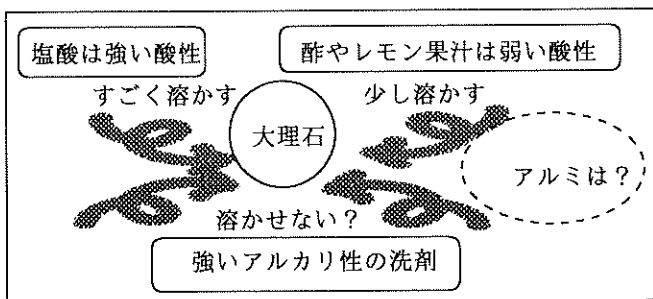 塩酸は強い酸性
酢やレモン果汁は弱い酸性
すごく溶かす
少し溶かす
大理石
アルミは？
溶かせない？
強いアルカリ性の洗剤